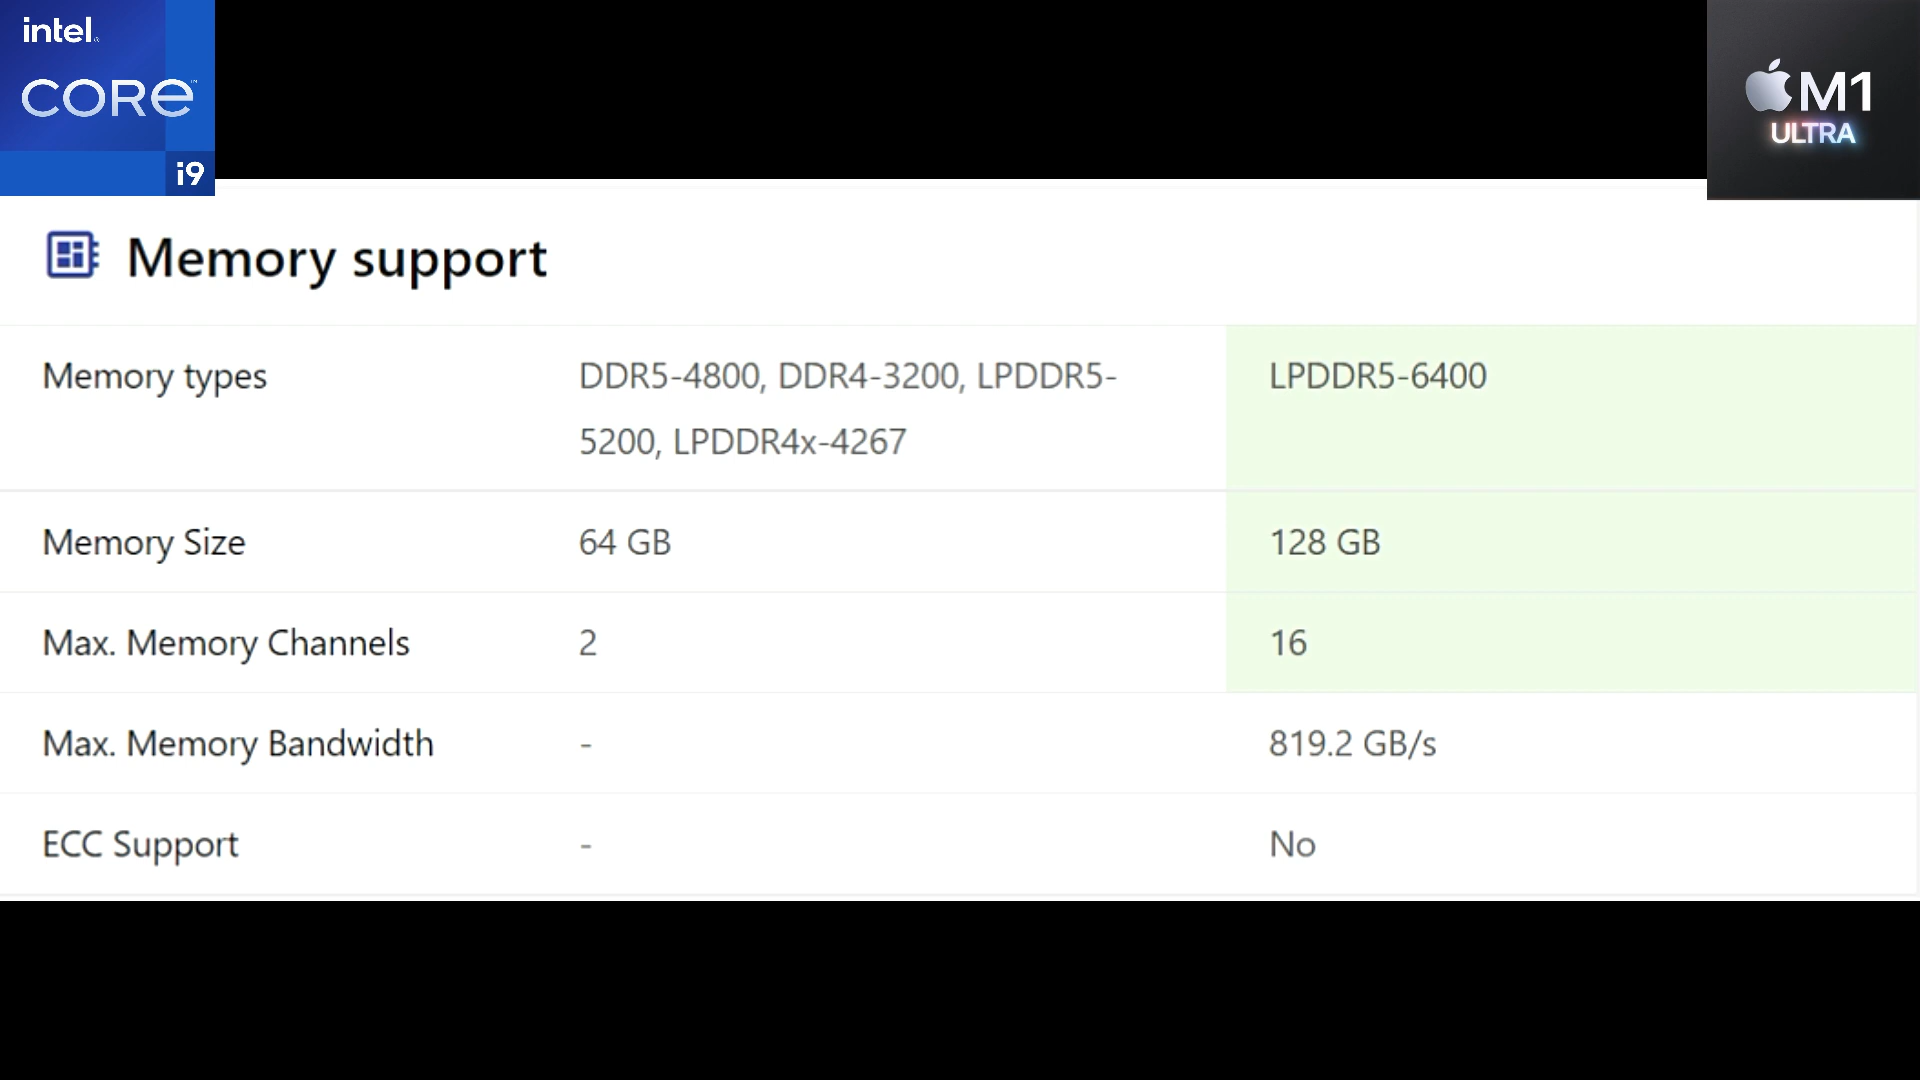 intel.
CORE™
i9
M1
ULTRA
Memory support
Memory types DDR5-4800, DDR4-3200, LPDDR5- LPDDR5-6400
5200, LPDDR4x-4267
Memory Size 64 GB 128 GB
Max. Memory Channels 2 16
Max. Memory Bandwidth - 819.2 GB/s
ECC Support - No